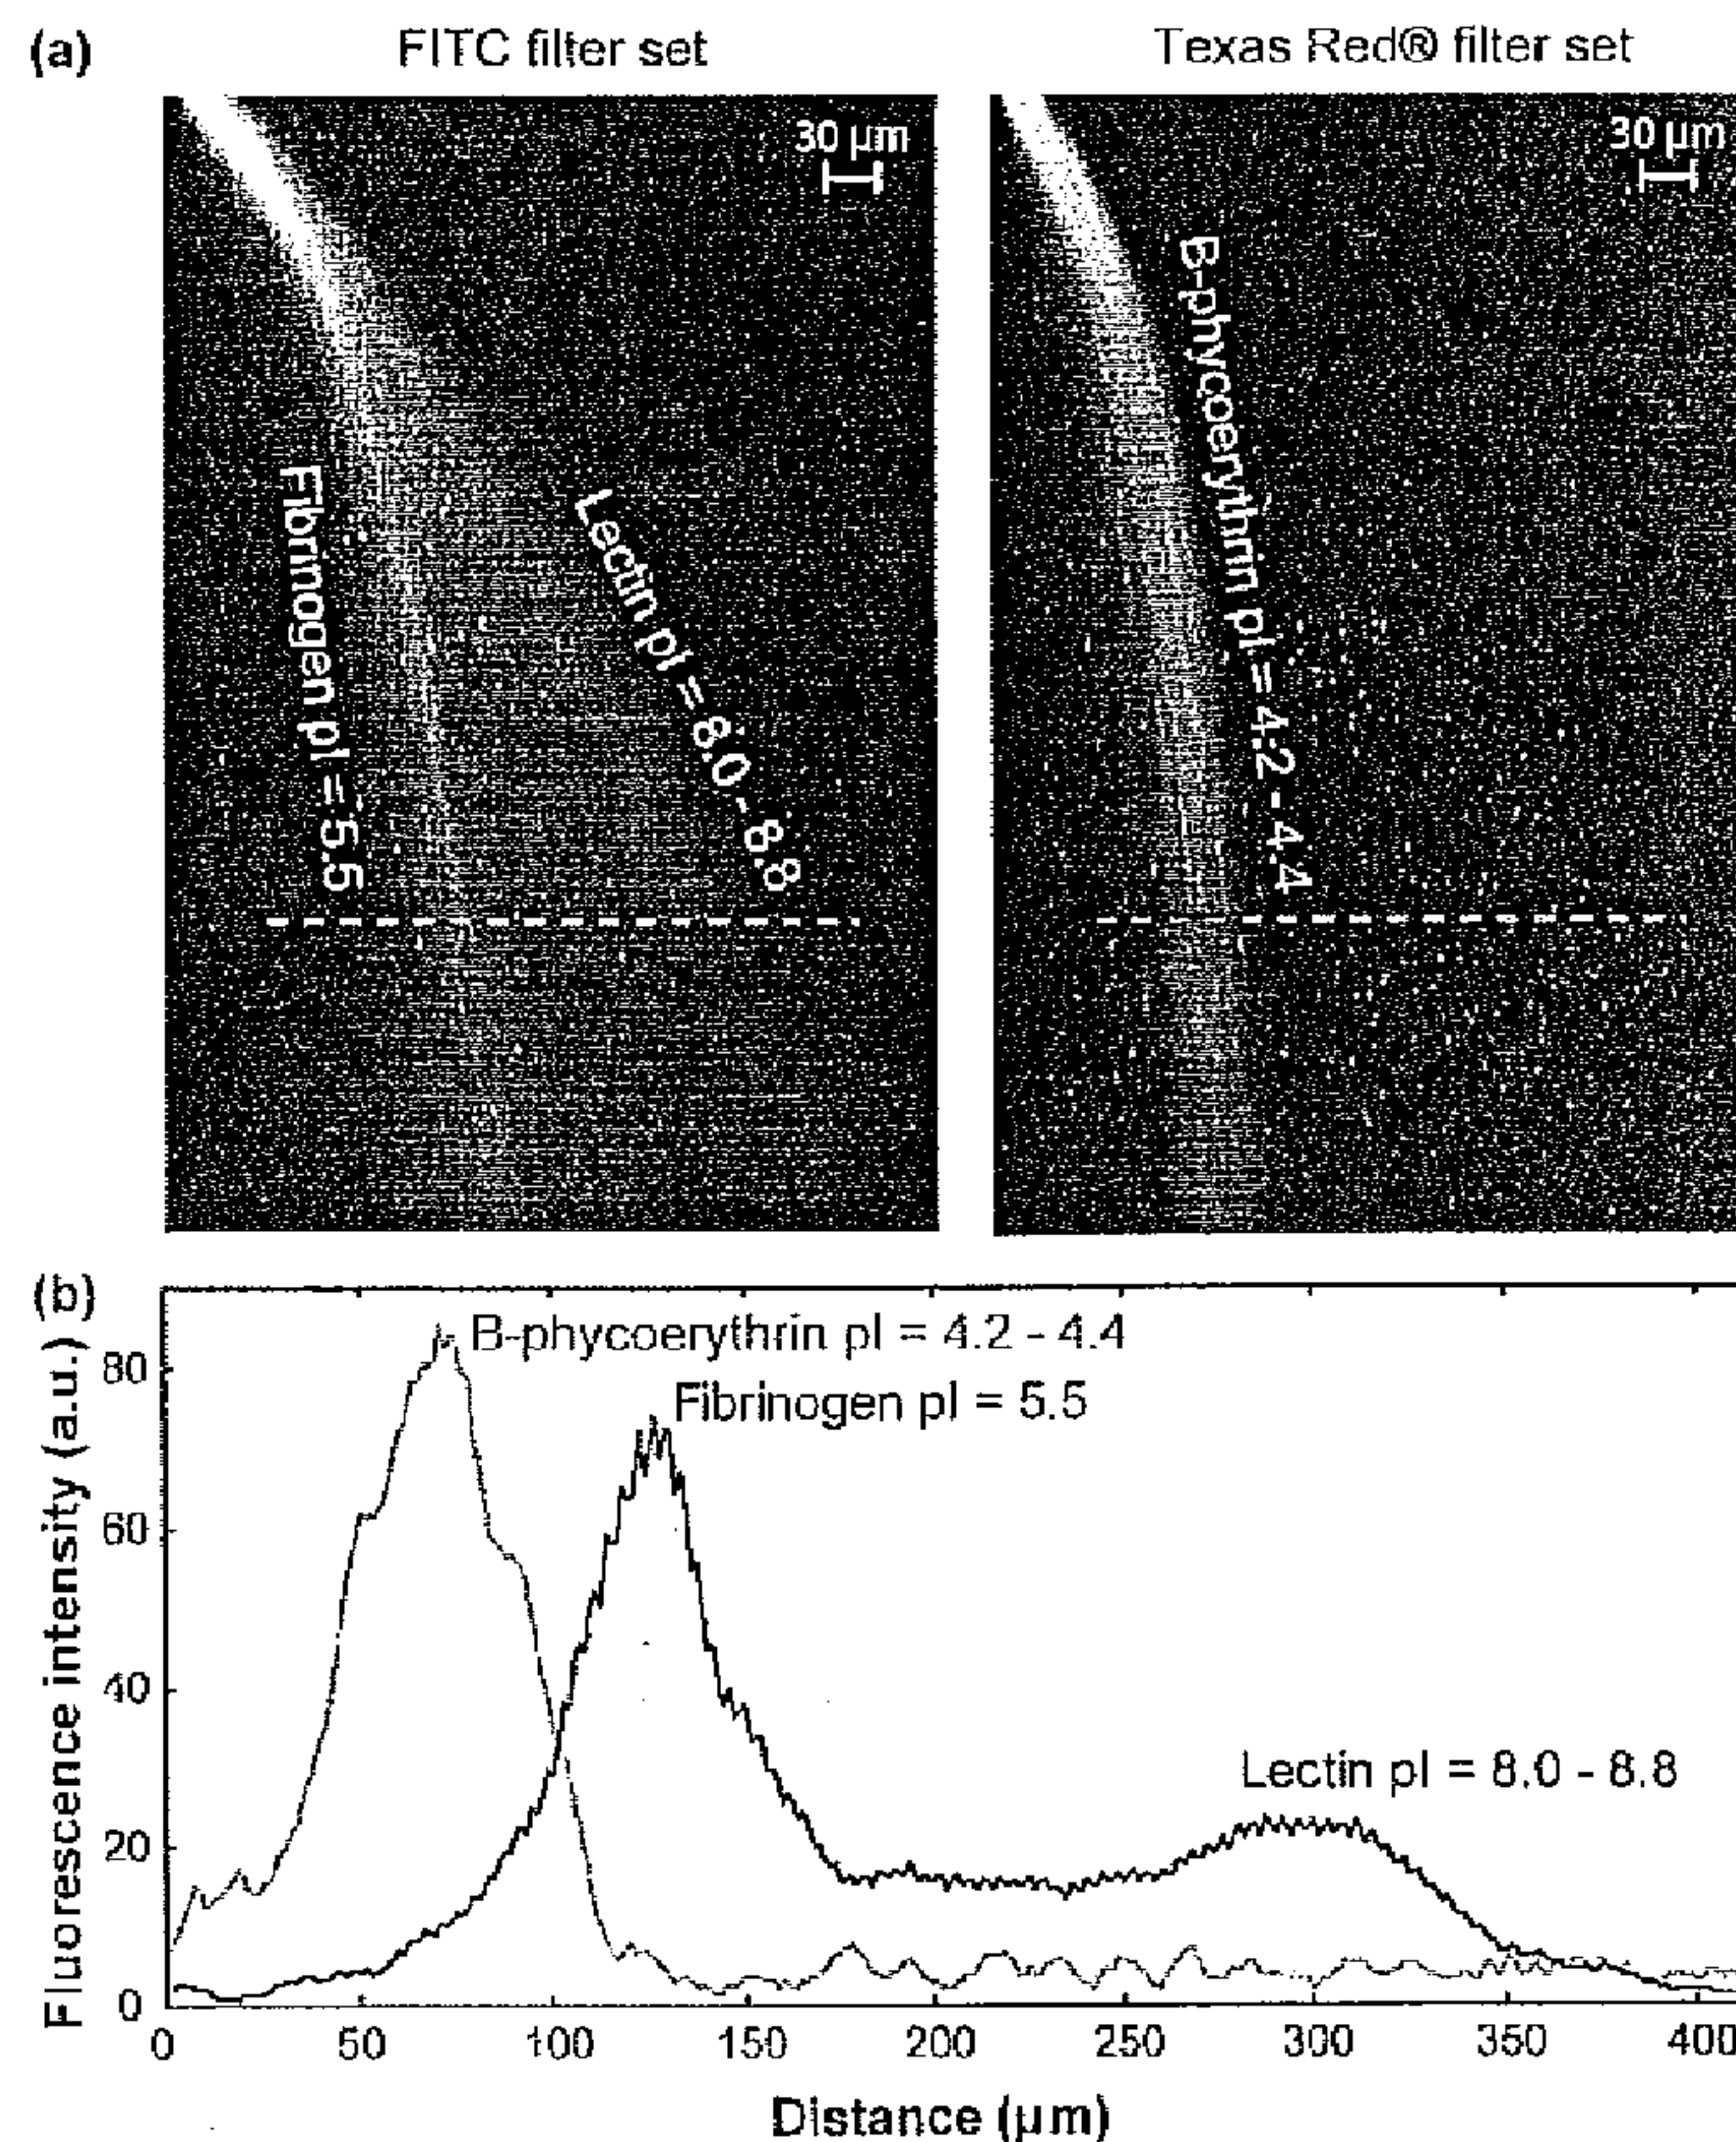 (a)
FITC filter set
Texas Red® filter set
30 µm
30 µm
Fibrinogen pI = 5.5
Lectin pI = 8.0 - 8.8
B-phycoerythrin pI = 4.2 - 4.4
(b)
B-phycoerythrin pI = 4.2 - 4.4
Fibrinogen pI = 5.5
Lectin pI = 8.0 - 8.8
Fluorescence intensity (a.u.)
80
60
40
20
0
0 50 100 150 200 250 300 350 400
Distance (µm)